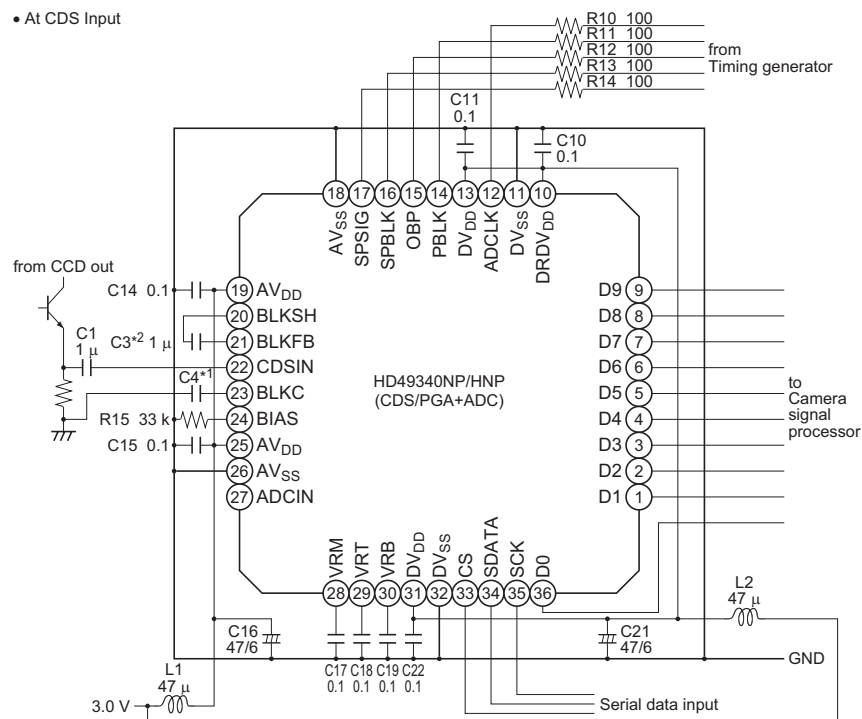 • At CDS Input
R10 100
R11 100
R12 100
R13 100
R14 100
from
Timing generator
C11
0.1
C10
0.1
18 17 16 15 14 13 12 11 10
AVSS
SPSIG
SPBLK
OBP
PBLK
DVDD
ADCLK
DVSS
DRDVDD
from CCD out
C1
1 μ
C14 0.1
C3*2 1 μ
C4*1
R15 33 k
C15 0.1
19 AVDD
20 BLKSH
21 BLKFB
22 CDSIN
23 BLKC
24 BIAS
25 AVDD
26 AVSS
27 ADCIN
HD49340NP/HNP
(CDS/PGA+ADC)
D9 9
D8 8
D7 7
D6 6
D5 5
D4 4
D3 3
D2 2
D1 1
to
Camera
signal
processor
VRM
VRT
VRB
DVDD
DVSS
CS
SDATA
SCK
D0
28 29 30 31 32 33 34 35 36
L2
47 μ
C16
47/6
C17
0.1
C18
0.1
C19
0.1
C22
0.1
C21
47/6
GND
L1
47 μ
3.0 V
Serial data input